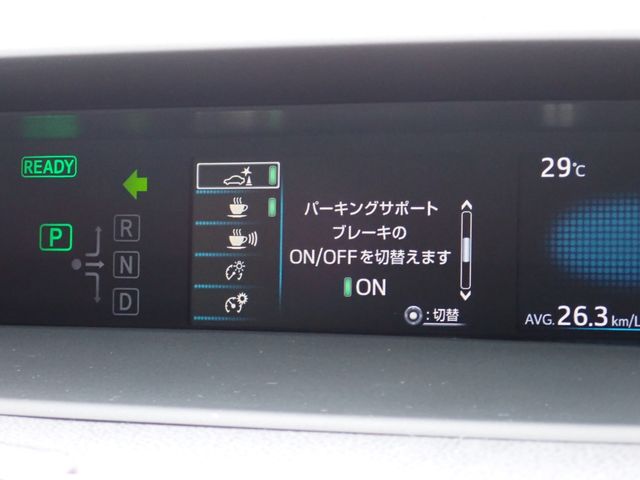 READY
P
R
N
D
パーキングサポート
ブレーキの
ON/OFFを切替えます
ON
:切替
29℃
AVG. 26.3 km/L